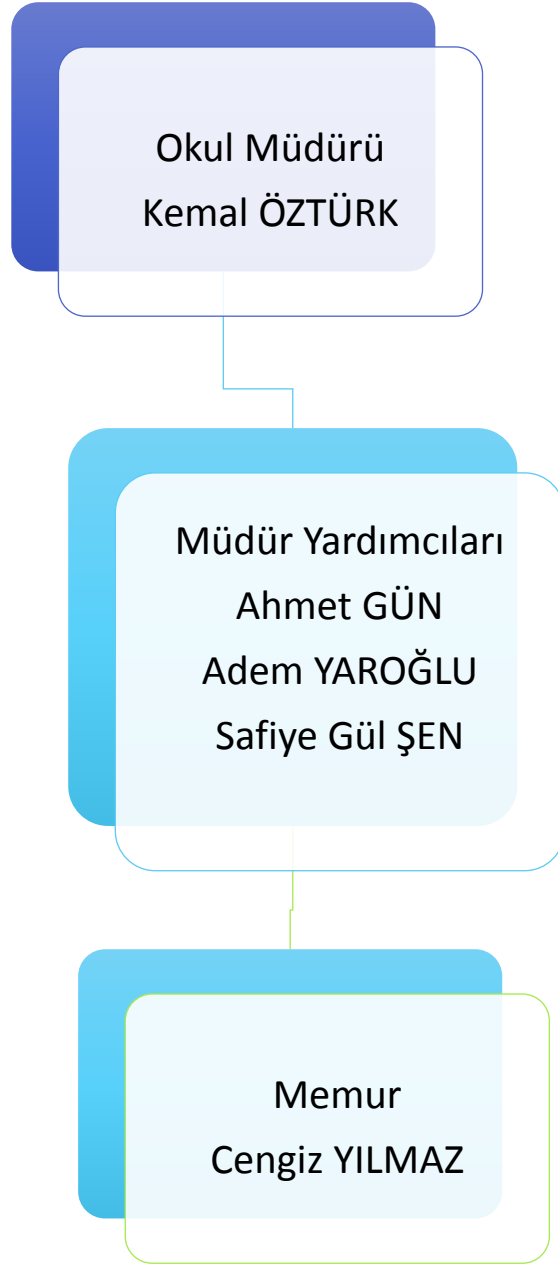 Okul Müdürü
Kemal ÖZTÜRK
Müdür Yardımcıları
Ahmet GÜN
Adem YAROĞLU
Safiye Gül ŞEN
Memur
Cengiz YILMAZ